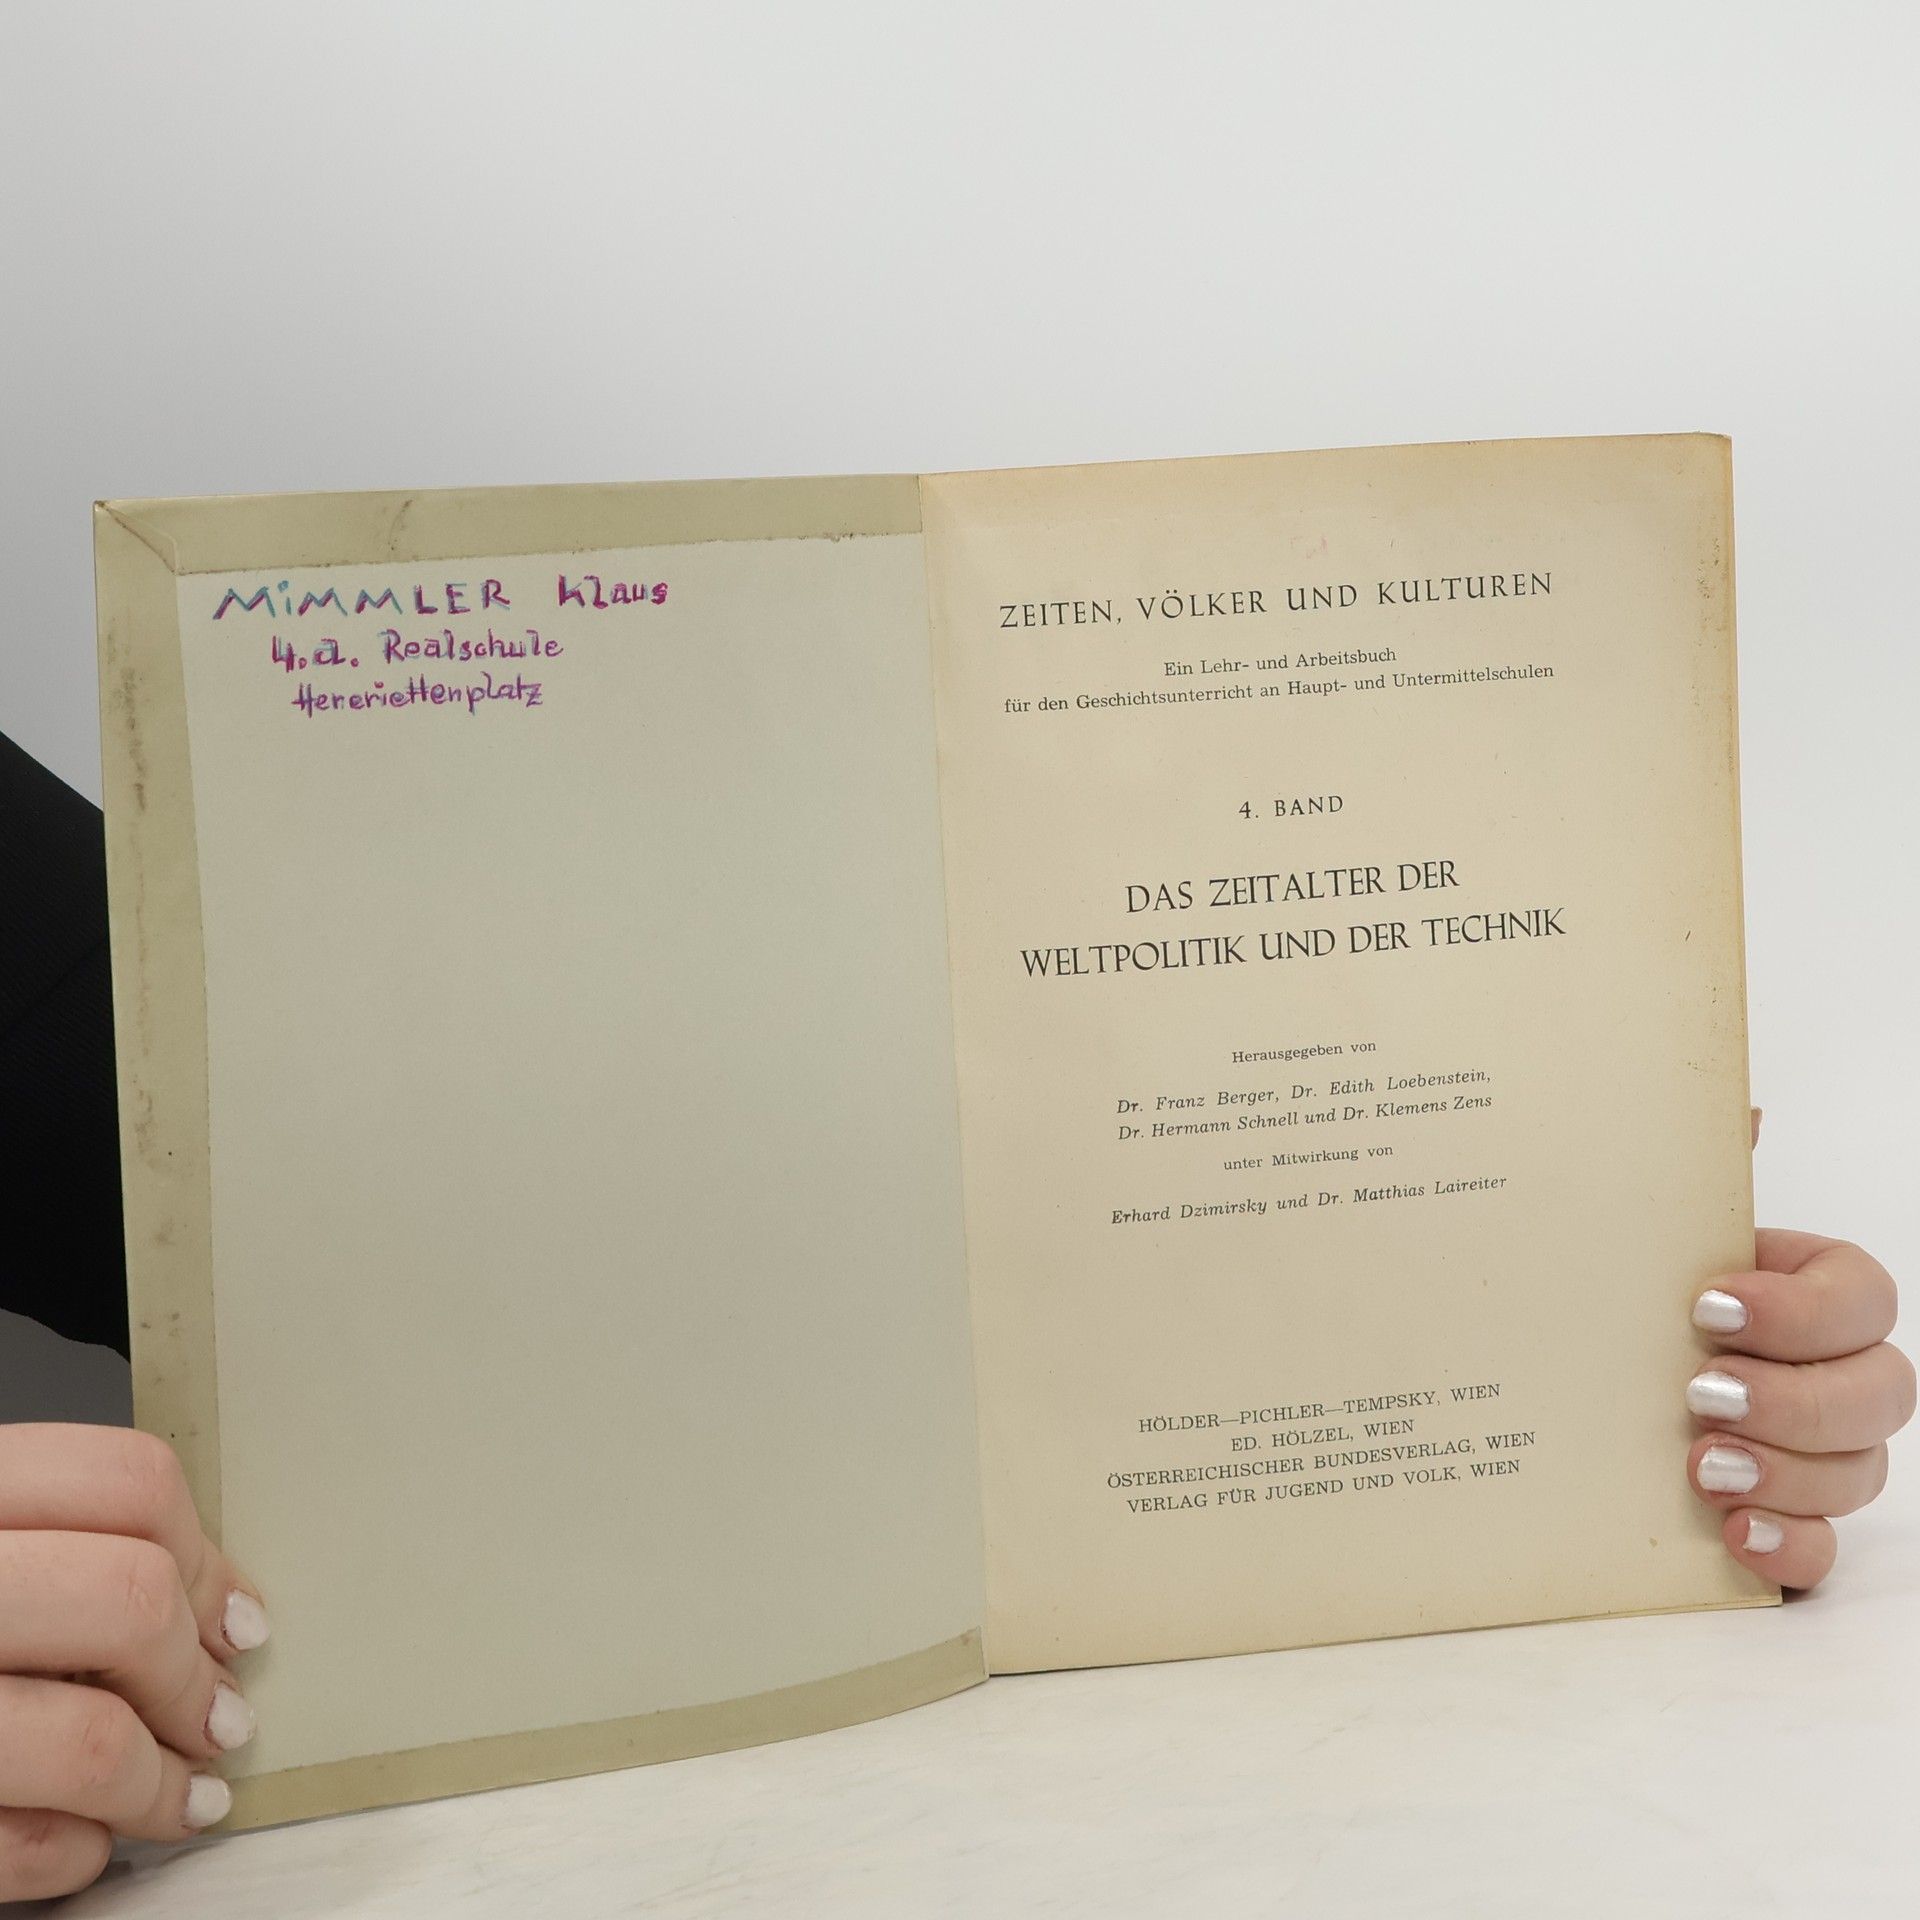 MiMMLER Klaus
4.a. Realschule
Henriettenplatz
ZEITEN, VÖLKER UND KULTUREN
Ein Lehr- und Arbeitsbuch
für den Geschichtsunterricht an Haupt- und Untermittelschulen
4. BAND
DAS ZEITALTER DER
WELTPOLITIK UND DER TECHNIK
Herausgegeben von
Dr. Franz Berger, Dr. Edith Loebenstein,
Dr. Hermann Schnell und Dr. Klemens Zens
unter Mitwirkung von
Erhard Dzimirsky und Dr. Matthias Laireiter
HÖLDER—PICHLER—TEMPSKY, WIEN
ED. HÖLZEL, WIEN
ÖSTERREICHISCHER BUNDESVERLAG, WIEN
VERLAG FÜR JUGEND UND VOLK, WIEN